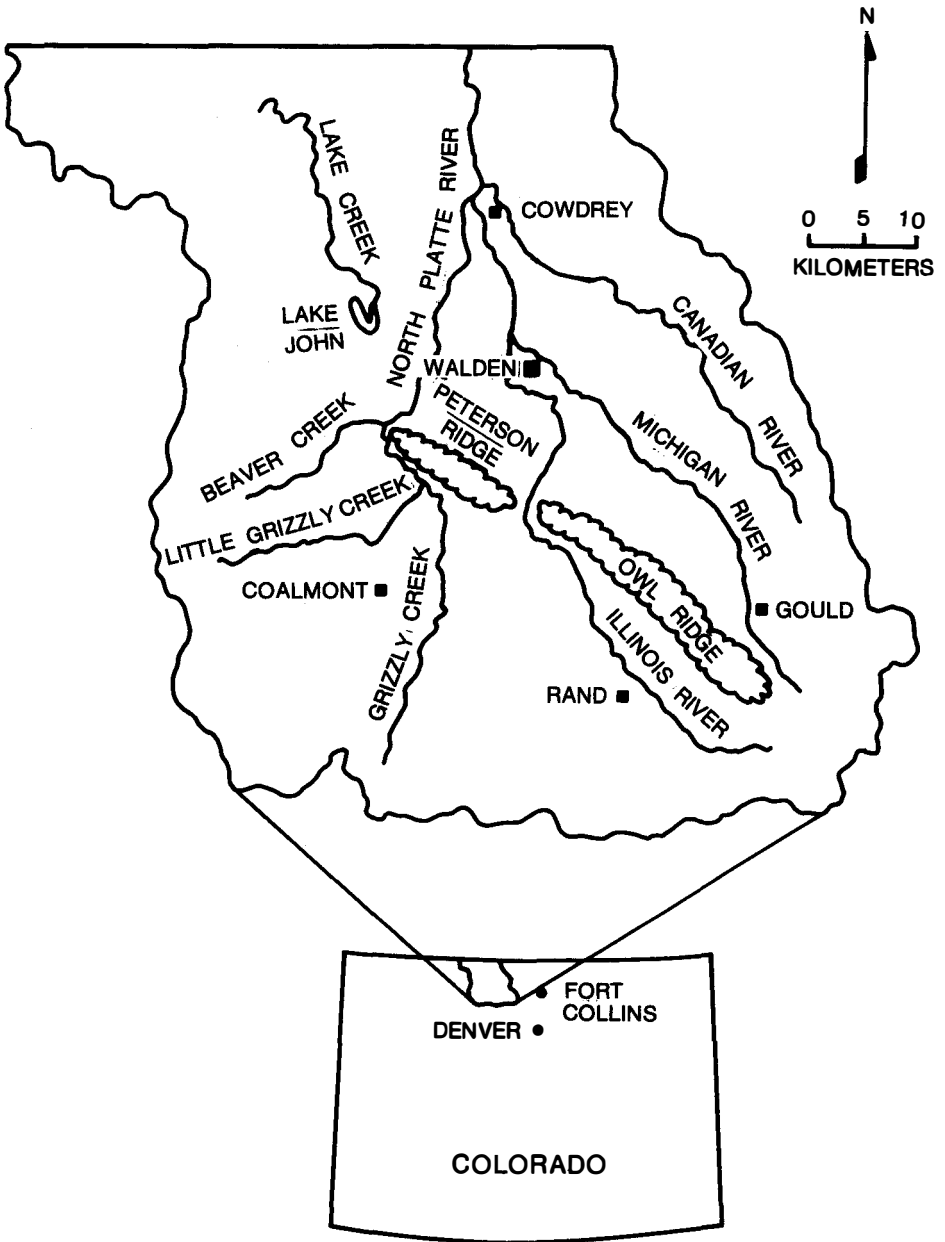 N
0 5 10
KILOMETERS
LAKE CREEK
NORTH PLATTE RIVER
COWDREY
CANADIAN RIVER
LAKE
JOHN
WALDEN
PETERSON
RIDGE
MICHIGAN RIVER
BEAVER CREEK
LITTLE GRIZZLY CREEK
COALMONT
GRIZZLY CREEK
OWL RIDGE
ILLINOIS RIVER
GOULD
RAND
FORT
COLLINS
DENVER
COLORADO